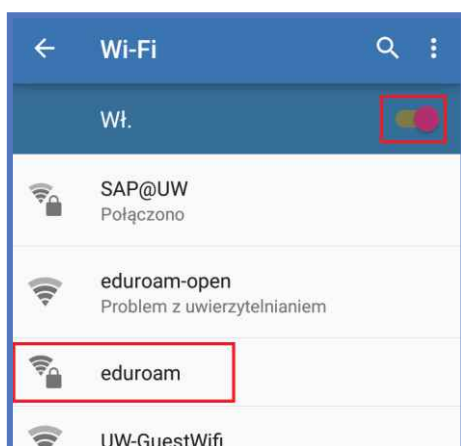 Wi-Fi
Wł.
SAP@UW
Połączono
eduroam-open
Problem z uwierzytelnianiem
eduroam
UW-GuestWifi